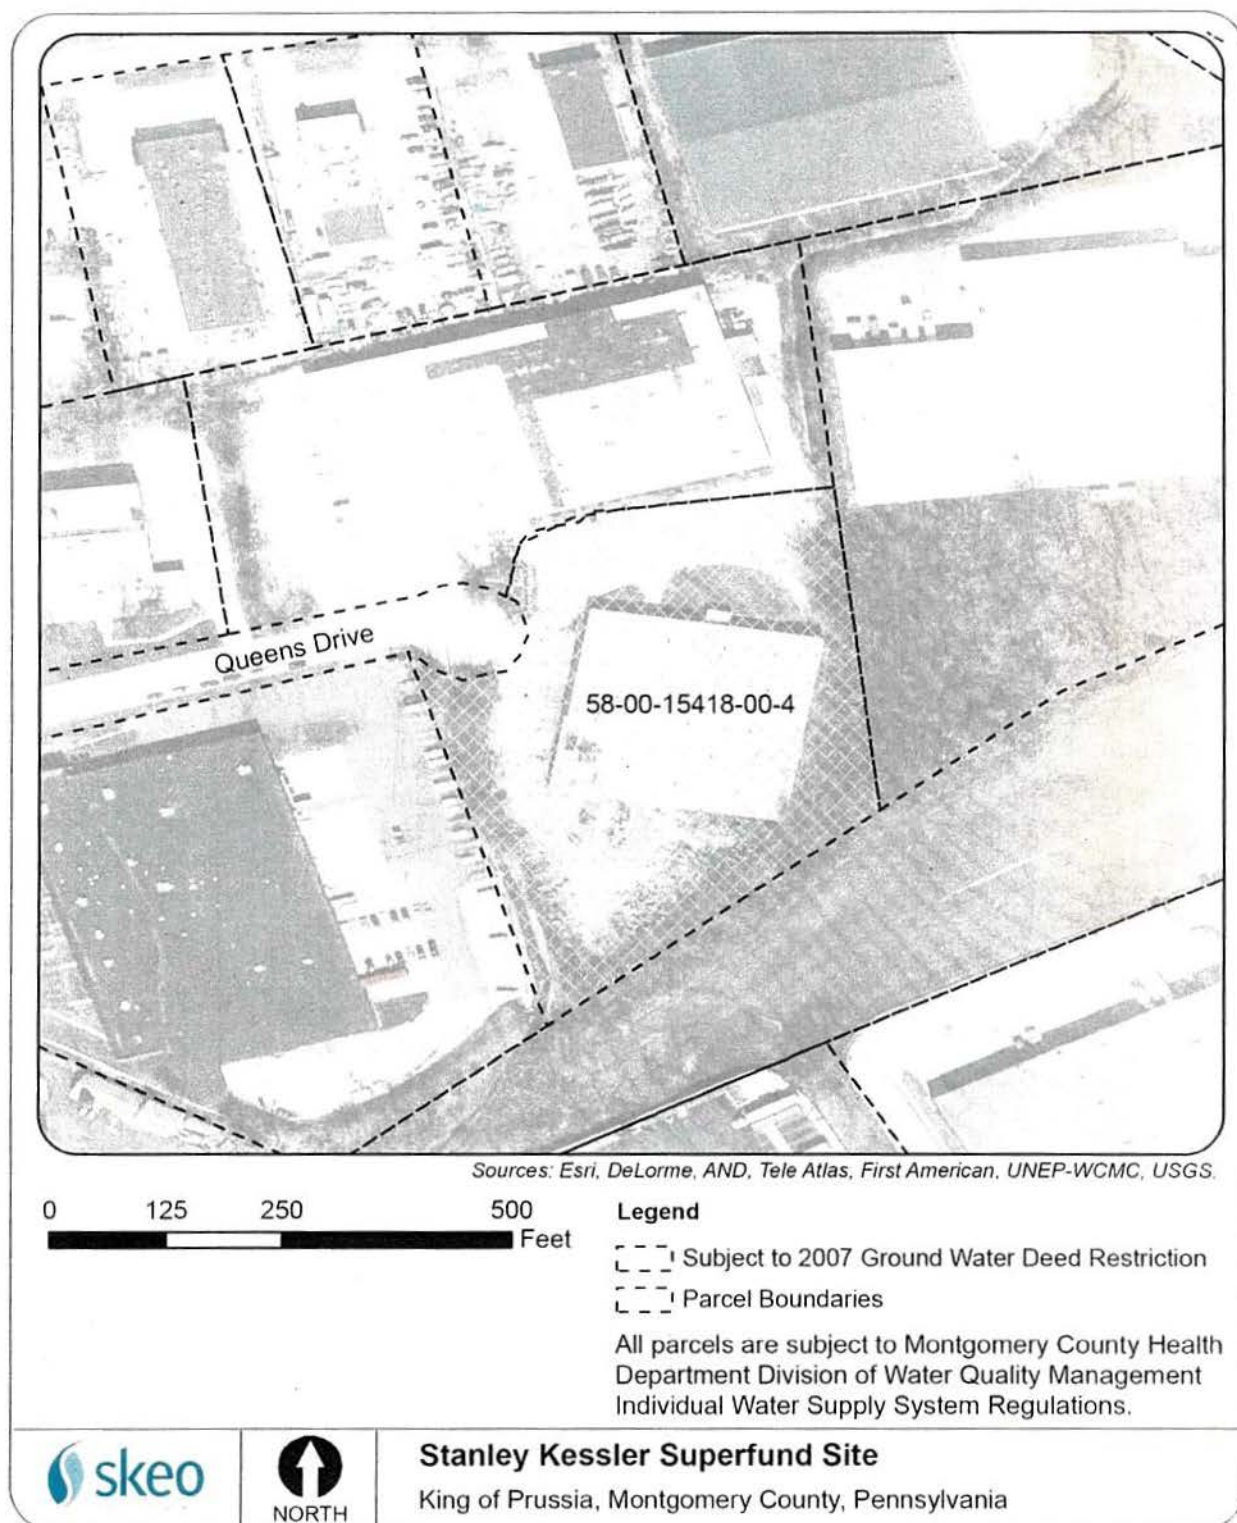 Queens Drive
58-00-15418-00-4
Sources: Esri, DeLorme, AND, Tele Atlas, First American, UNEP-WCMC, USGS.
0 125 250 500
Feet
Legend
Subject to 2007 Ground Water Deed Restriction
Parcel Boundaries
All parcels are subject to Montgomery County Health
Department Division of Water Quality Management
Individual Water Supply System Regulations.
skeo
NORTH
Stanley Kessler Superfund Site
King of Prussia, Montgomery County, Pennsylvania